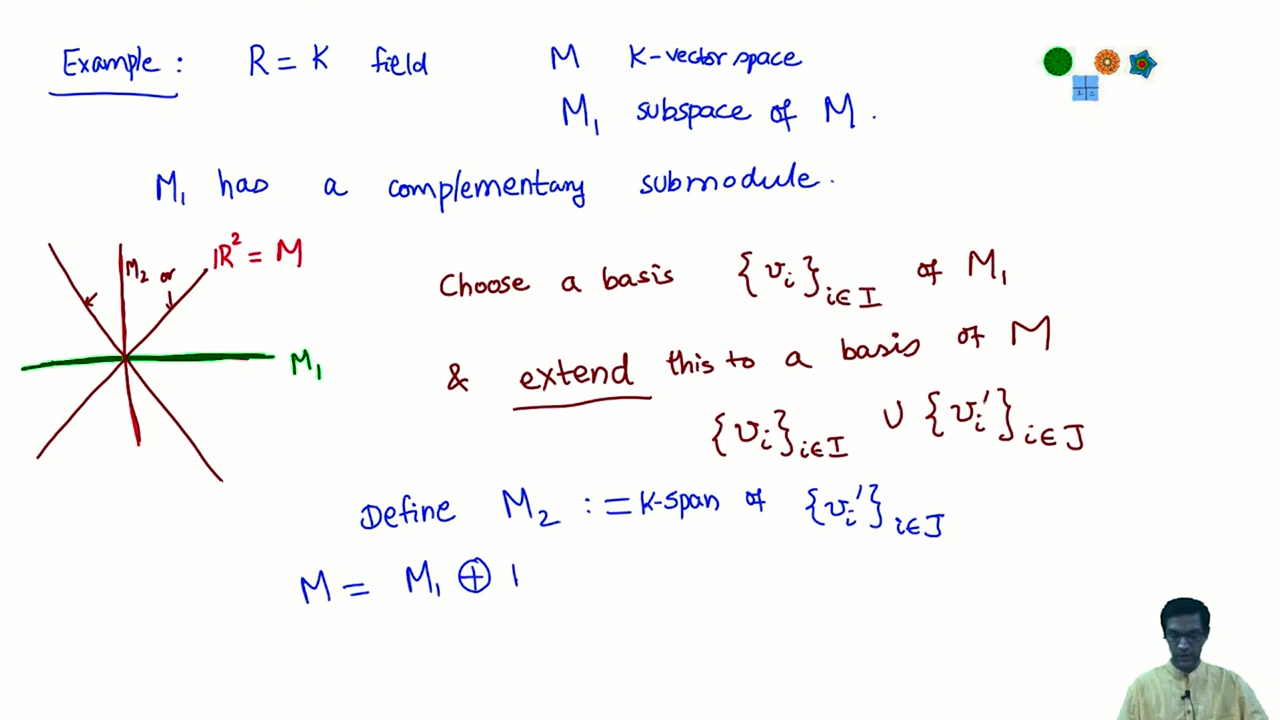 Example: R = K field M K-vector space
M₁ subspace of M.
M₁ has a complementary submodule.
ℝ² = M
M₂ or
M₁
Choose a basis {vᵢ}ᵢ∈I of M₁
& extend this to a basis of M
{vᵢ}ᵢ∈I ∪ {vᵢ'}ᵢ∈J
Define M₂ := K-span of {vᵢ'}ᵢ∈J
M = M₁ ⊕